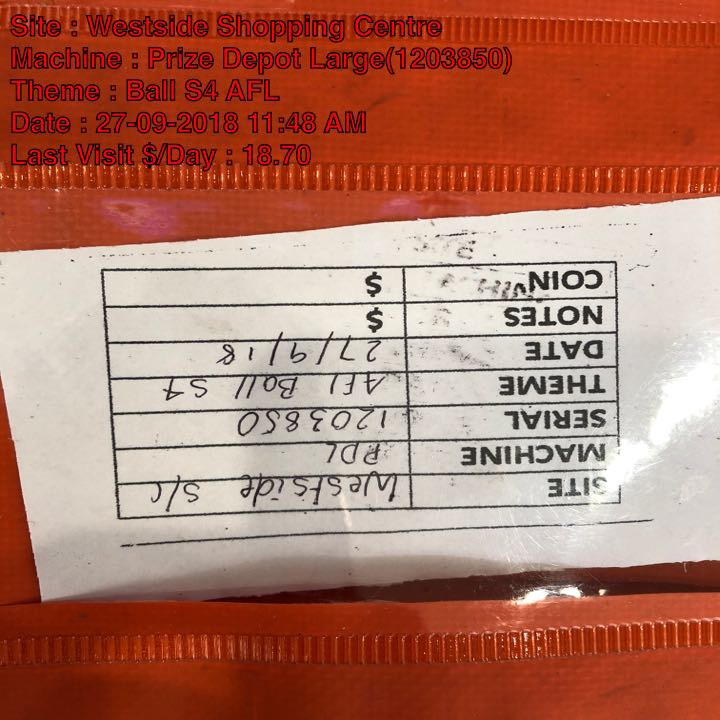 Site : Westside Shopping Centre
Machine : Prize Depot Large(1203850)
Theme : Ball S4 AFL
Date : 27-09-2018 11:48 AM
Last Visit $/Day : 18.70
SITE Westside S/C
MACHINE PDL
SERIAL 1203850
THEME AFl Ball S4
DATE 27/9/18
NOTES $
COIN $